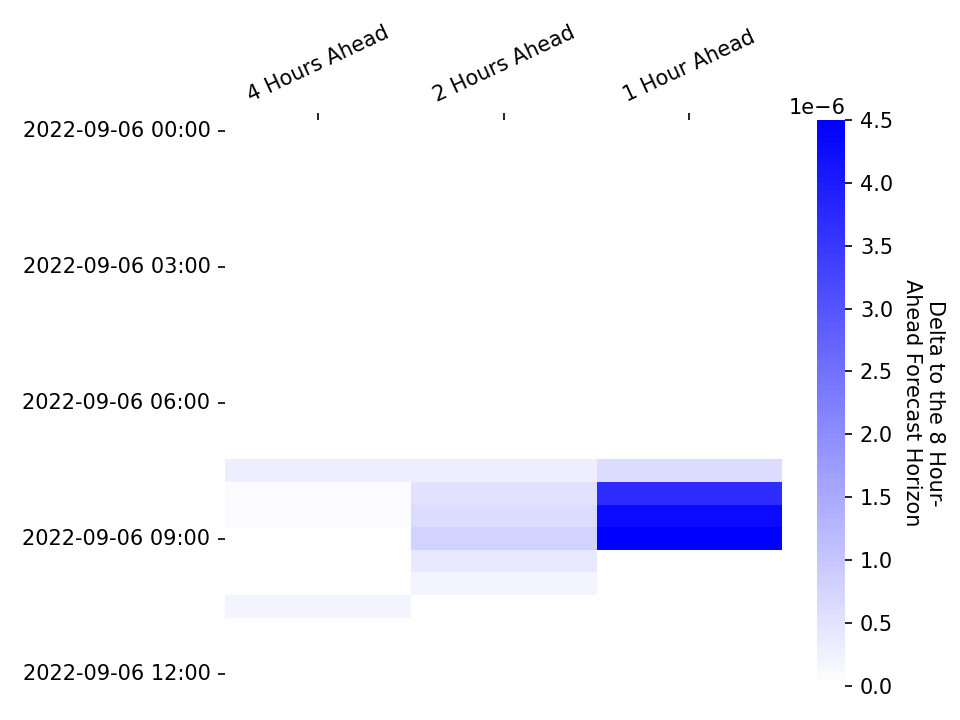 4 Hours Ahead
2 Hours Ahead
1 Hour Ahead
1e−6
2022-09-06 00:00
2022-09-06 03:00
2022-09-06 06:00
2022-09-06 09:00
2022-09-06 12:00
4.5
4.0
3.5
3.0
2.5
2.0
1.5
1.0
0.5
0.0
Delta to the 8 Hour-
Ahead Forecast Horizon